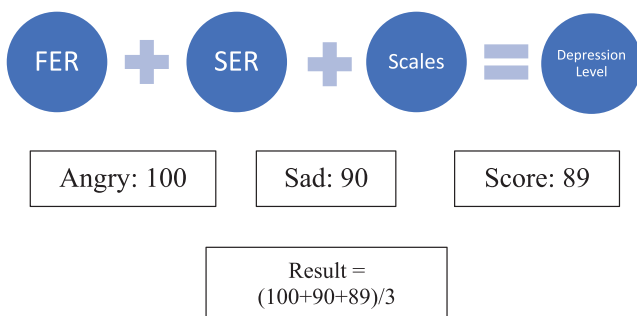 FER
SER
Scales
Depression
Level
Angry: 100
Sad: 90
Score: 89
Result =
(100+90+89)/3